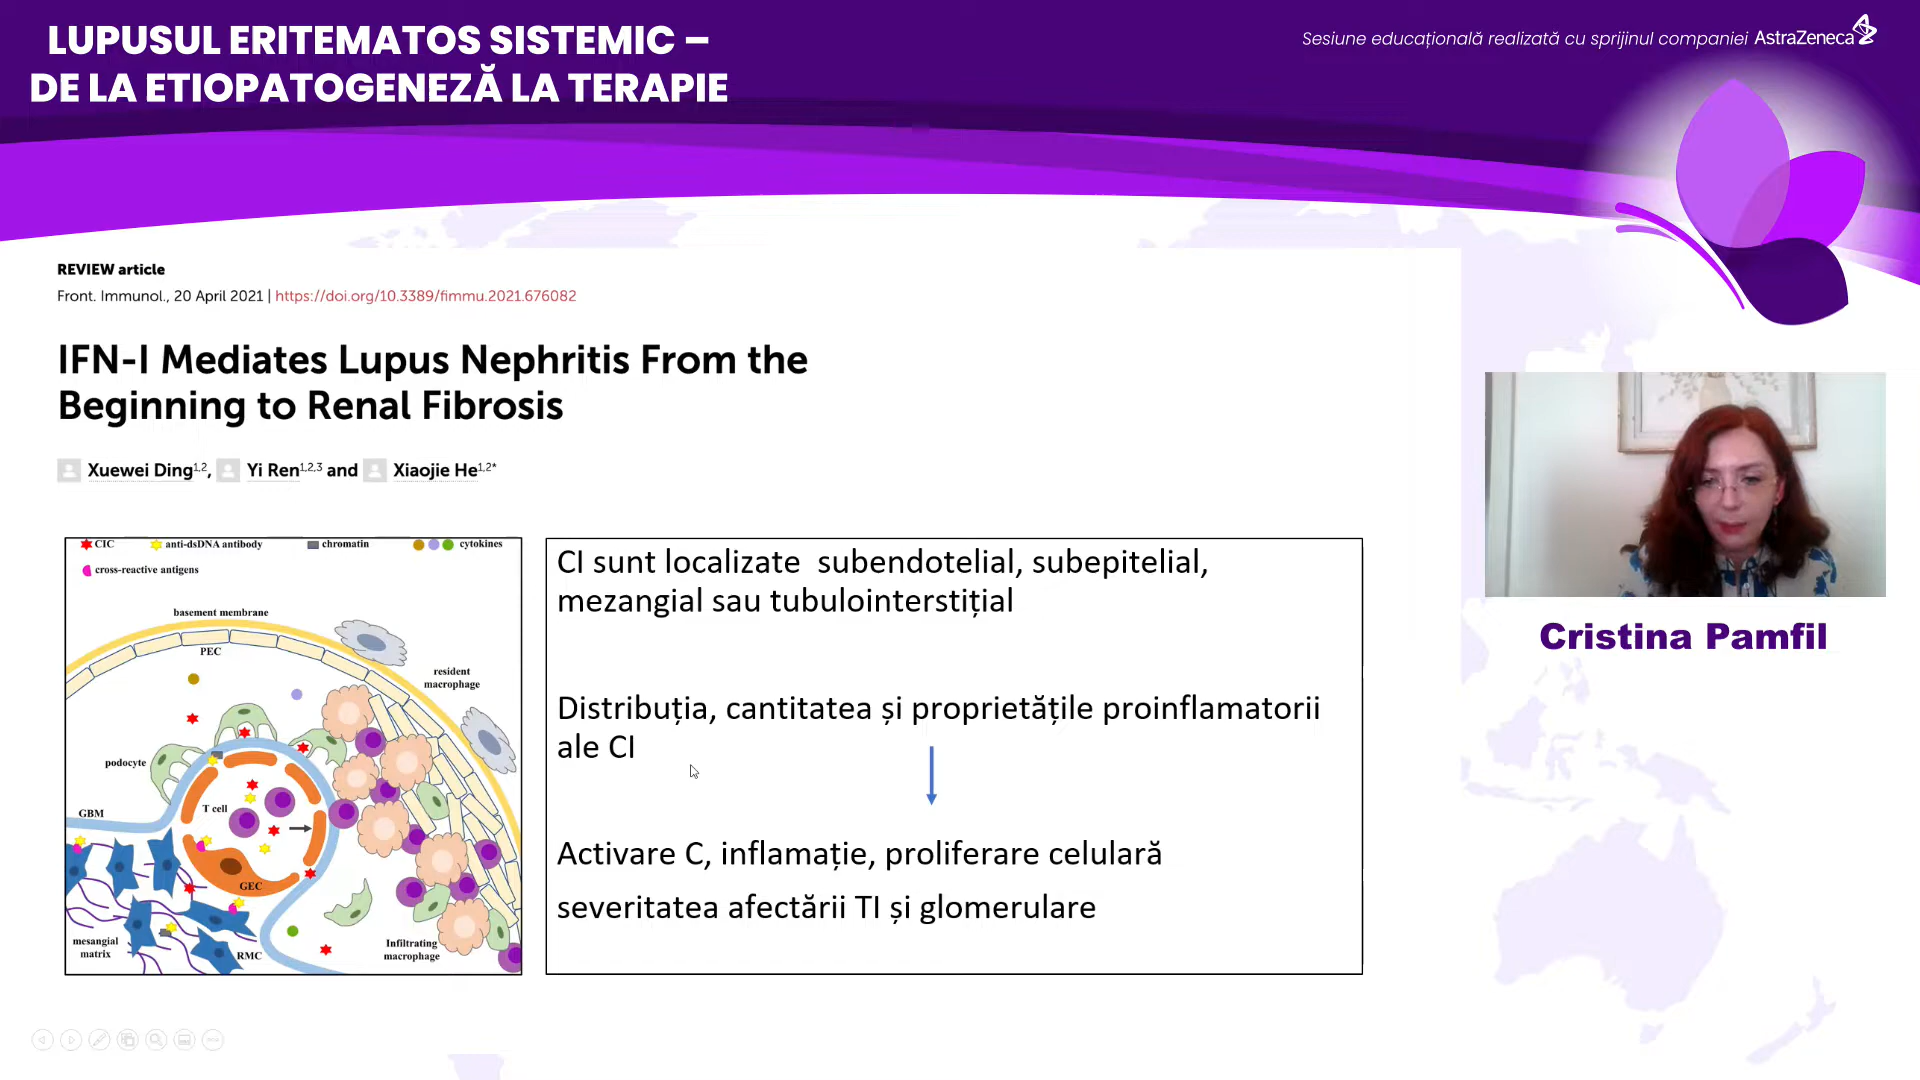 LUPUSUL ERITEMATOS SISTEMIC –
DE LA ETIOPATOGENEZĂ LA TERAPIE
Sesiune educațională realizată cu sprijinul companiei AstraZeneca
REVIEW article
Front. Immunol., 20 April 2021 | https://doi.org/10.3389/fimmu.2021.676082
IFN-I Mediates Lupus Nephritis From the
Beginning to Renal Fibrosis
Xuewei Ding1,2, Yi Ren1,2,3 and Xiaojie He1,2*
CIC anti-dsDNA antibody chromatin cytokines
cross-reactive antigens
basement membrane
PEC
resident
macrophage
podocyte
T cell
GBM
GEC
mesangial
matrix
RMC
Infiltrating
macrophage
CI sunt localizate subendotelial, subepitelial,
mezangial sau tubulointerstițial
Distribuția, cantitatea și proprietățile proinflamatorii
ale CI
Activare C, inflamație, proliferare celulară
severitatea afectării TI și glomerulare
Cristina Pamfil